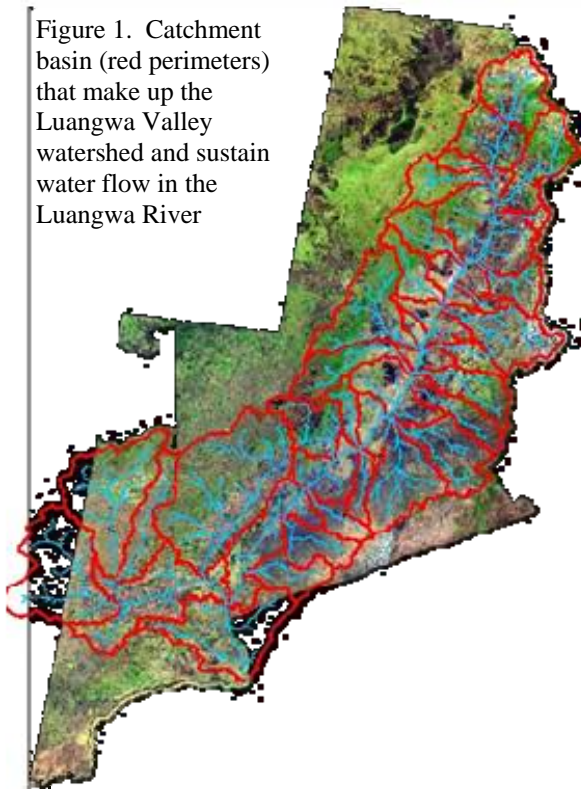 Figure 1. Catchment
basin (red perimeters)
that make up the
Luangwa Valley
watershed and sustain
water flow in the
Luangwa River